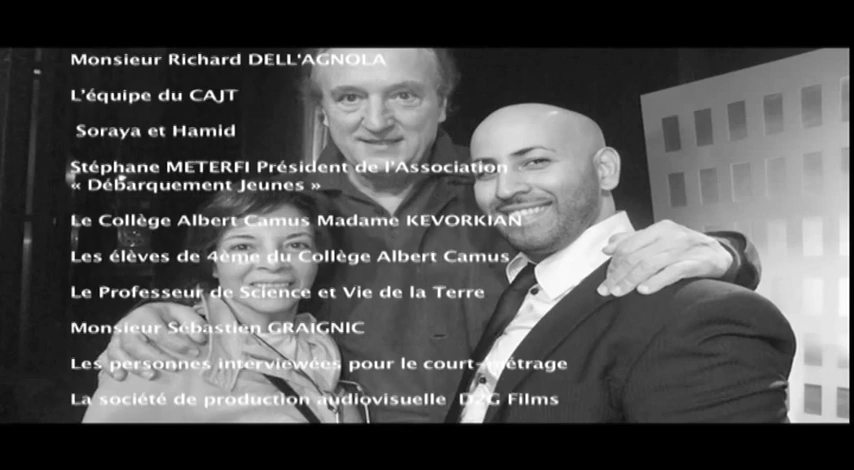 Monsieur Richard DELL'AGNOLA
L'équipe du CAJT
Soraya et Hamid
Stéphane METERFI Président de l'Association
« Débarquement Jeunes »
Le Collège Albert Camus Madame KEVORKIAN
Les élèves de 4ème du Collège Albert Camus
Le Professeur de Science et Vie de la Terre
Monsieur Sébastien GRAIGNIC
Les personnes interviewées pour le court-métrage
La société de production audiovisuelle D2G Films